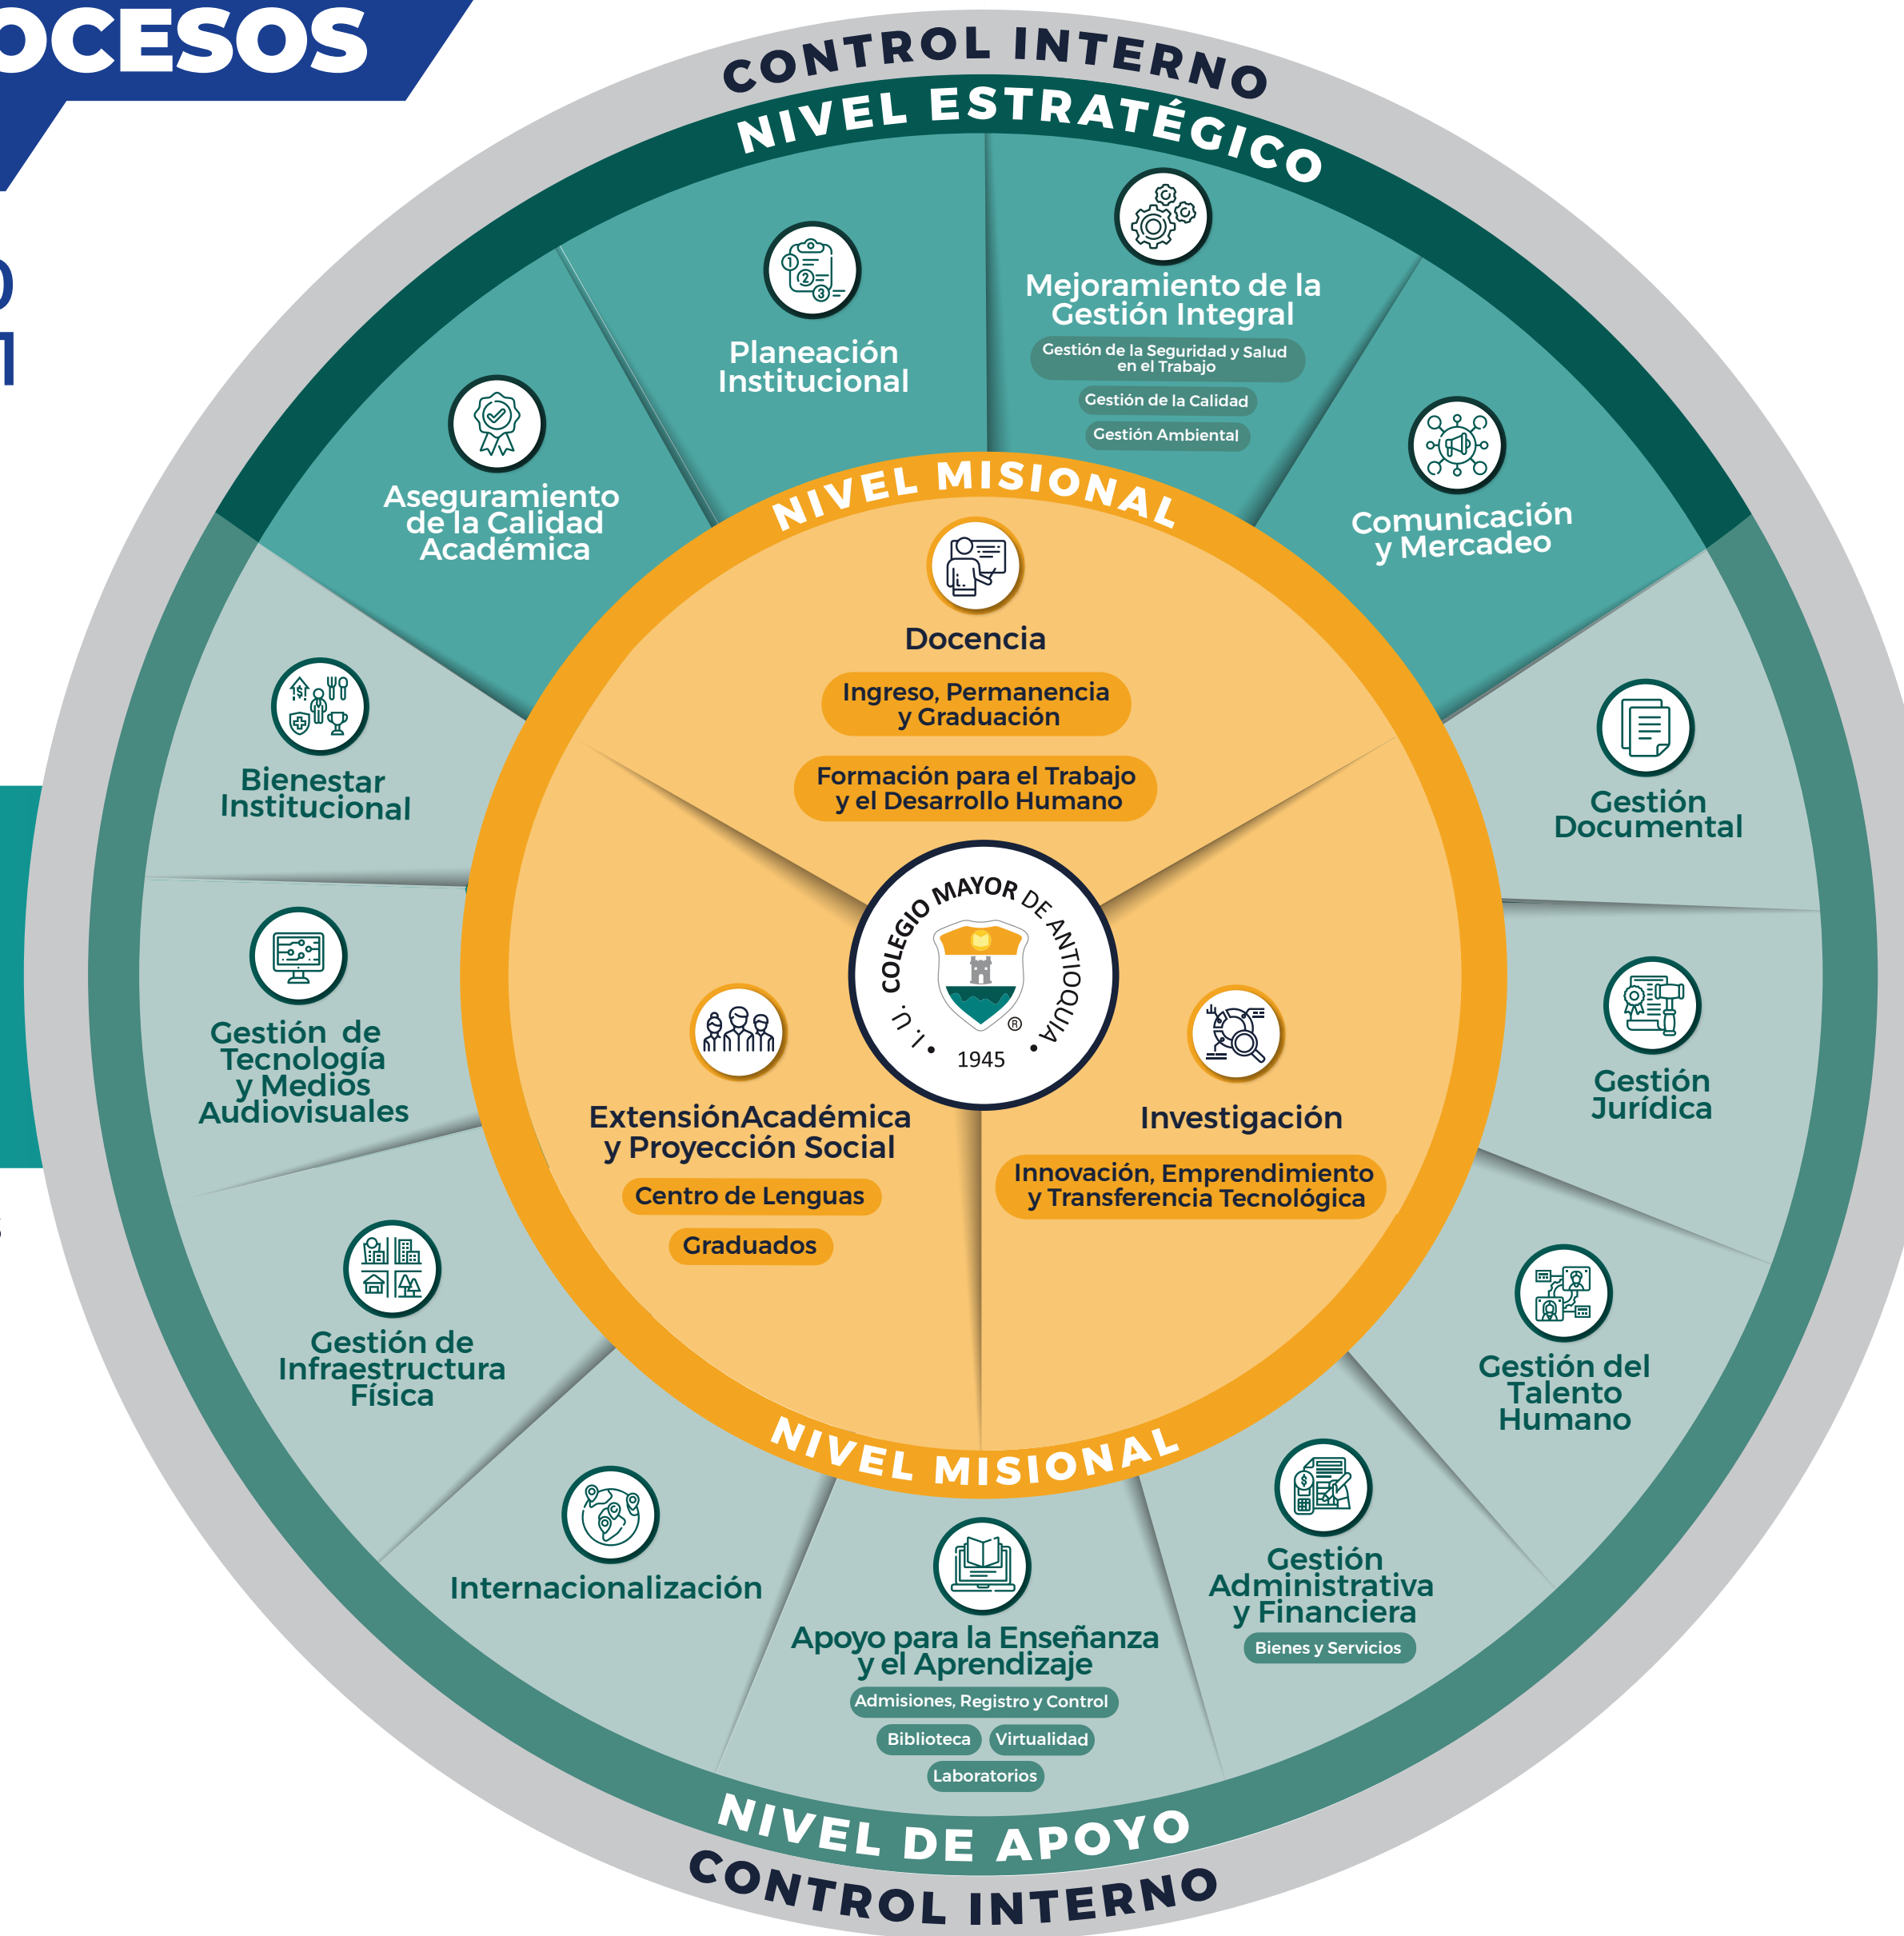 OCESOS
CONTROL INTERNO
NIVEL ESTRATÉGICO
Planeación
Institucional
1
2
3
Mejoramiento de la
Gestión Integral
Gestión de la Seguridad y Salud
en el Trabajo
Gestión de la Calidad
Gestión Ambiental
Aseguramiento
de la Calidad
Académica
Comunicación
y Mercadeo
NIVEL MISIONAL
Docencia
Ingreso, Permanencia
y Graduación
Formación para el Trabajo
y el Desarrollo Humano
Bienestar
Institucional
Gestión
Documental
I. U. COLEGIO MAYOR DE ANTIOQUIA
®
• 1945 •
Gestión de
Tecnología
y Medios
Audiovisuales
Gestión
Jurídica
ExtensiónAcadémica
y Proyección Social
Centro de Lenguas
Graduados
Investigación
Innovación, Emprendimiento
y Transferencia Tecnológica
Gestión de
Infraestructura
Física
Gestión del
Talento
Humano
NIVEL MISIONAL
Internacionalización
Apoyo para la Enseñanza
y el Aprendizaje
Admisiones, Registro y Control
Biblioteca
Virtualidad
Laboratorios
Gestión
Administrativa
y Financiera
Bienes y Servicios
NIVEL DE APOYO
CONTROL INTERNO